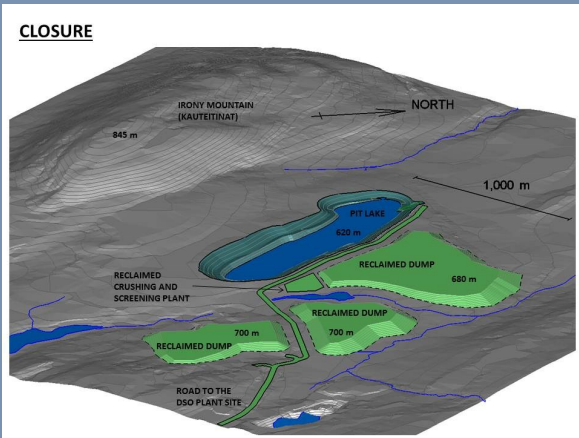 CLOSURE
IRONY MOUNTAIN
(KAUTEITNAT)
NORTH
845 m
1,000 m
PIT LAKE
620 m
RECLAIMED
CRUSHING AND
SCREENING PLANT
RECLAIMED DUMP
680 m
RECLAIMED DUMP
700 m
700 m
RECLAIMED DUMP
ROAD TO THE
DSO PLANT SITE